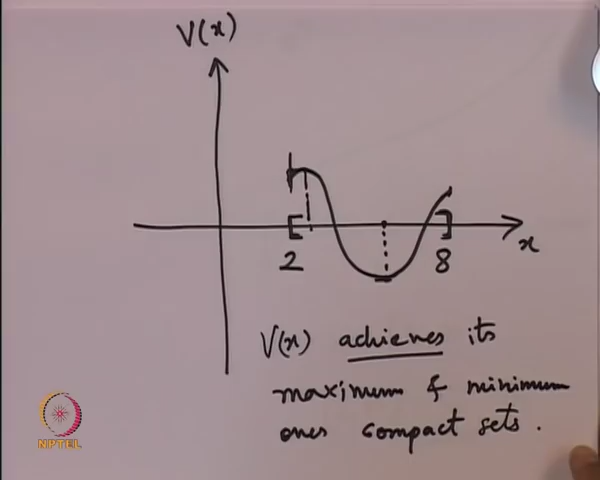 V(x)
x
2
8
V(x) achieves its
maximum & minimum
over compact sets.
NPTEL